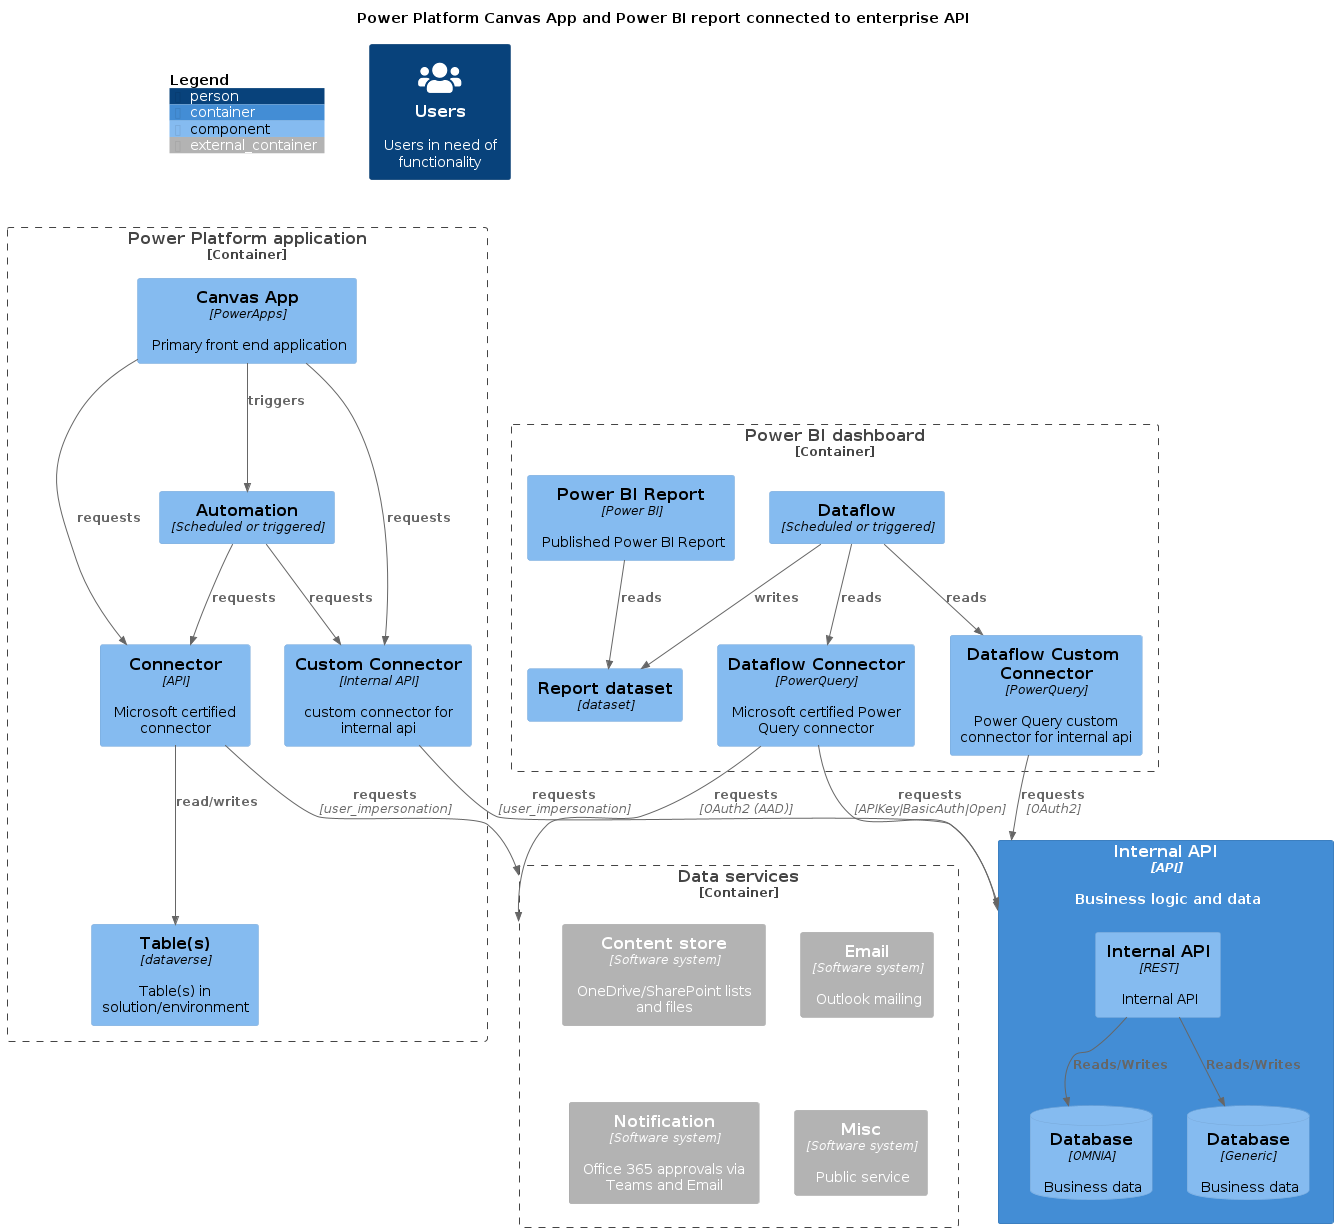 Power Platform Canvas App and Power BI report connected to enterprise API
Legend
person
container
component
external_container
Users
Users in need of
functionality
Power Platform application
[Container]
Canvas App
[PowerApps]
Primary front end application
triggers
requests
requests
Automation
[Scheduled or triggered]
requests
requests
Connector
[API]
Microsoft certified
connector
Custom Connector
[Internal API]
custom connector for
internal api
read/writes
Table(s)
[dataverse]
Table(s) in
solution/environment
Power BI dashboard
[Container]
Power BI Report
[Power BI]
Published Power BI Report
Dataflow
[Scheduled or triggered]
reads
writes
reads
reads
Report dataset
[dataset]
Dataflow Connector
[PowerQuery]
Microsoft certified Power
Query connector
Dataflow Custom
Connector
[PowerQuery]
Power Query custom
connector for internal api
requests
[user_impersonation]
requests
[user_impersonation]
requests
[OAuth2 (AAD)]
requests
[APIKey|BasicAuth|Open]
requests
[OAuth2]
Data services
[Container]
Content store
[Software system]
OneDrive/SharePoint lists
and files
Email
[Software system]
Outlook mailing
Notification
[Software system]
Office 365 approvals via
Teams and Email
Misc
[Software system]
Public service
Internal API
[API]
Business logic and data
Internal API
[REST]
Internal API
Reads/Writes
Reads/Writes
Database
[OMNIA]
Business data
Database
[Generic]
Business data